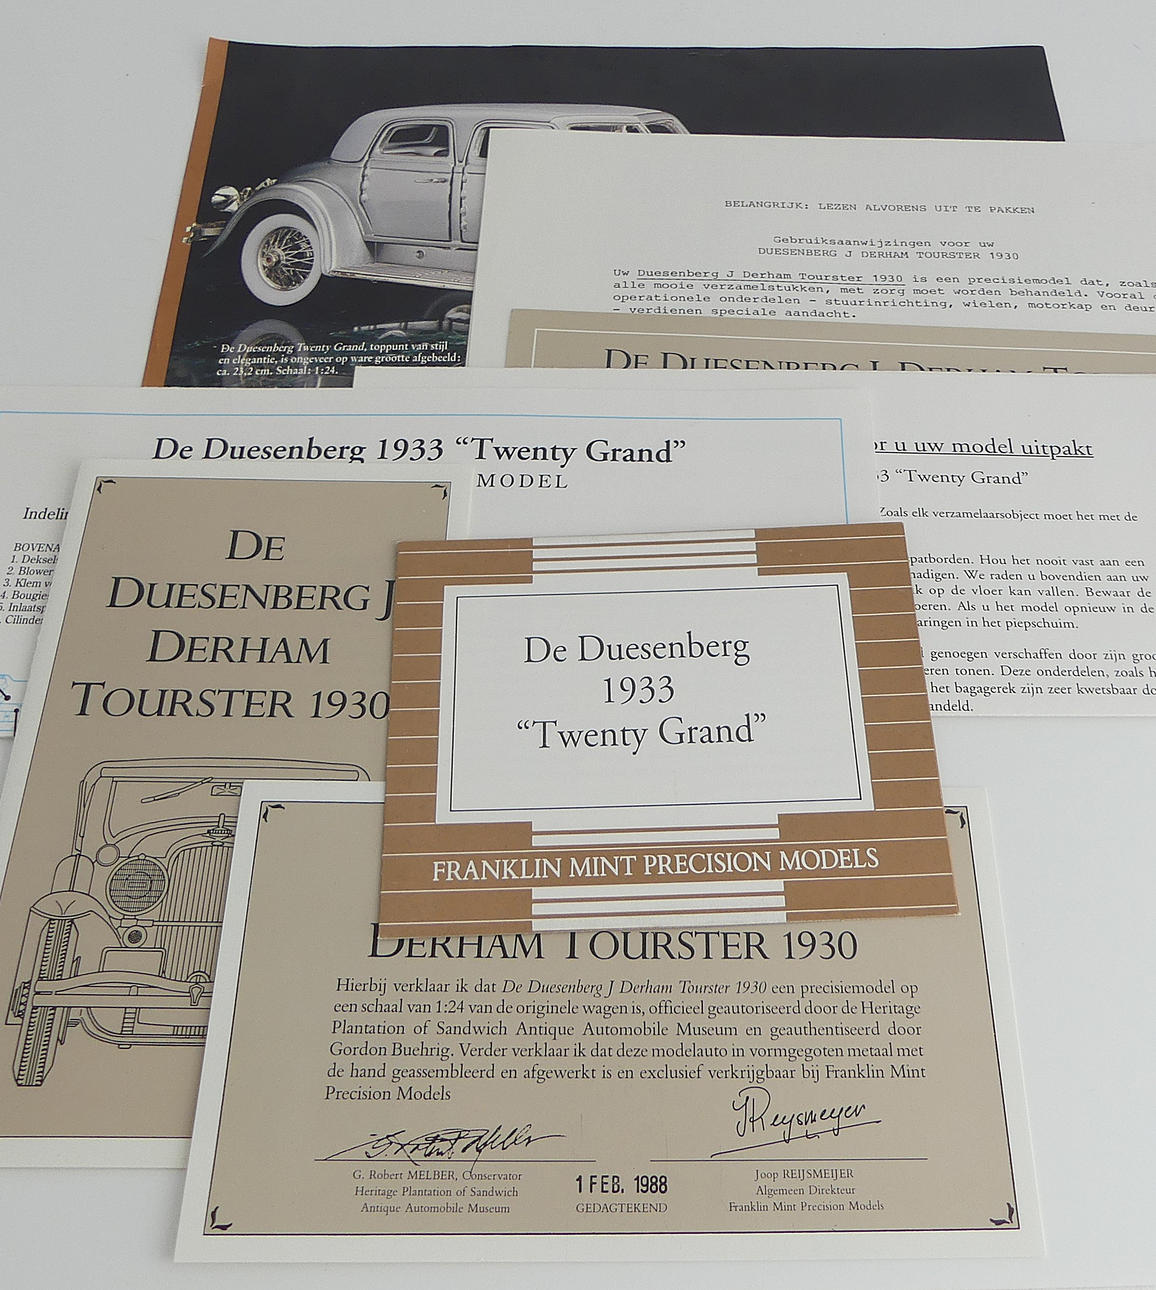 De Duesenberg Twenty Grand, toppunt van stijl
en elegantie, is ongeveer op ware grootte afgebeeld:
ca. 23,2 cm. Schaal: 1:24.
BELANGRIJK: LEZEN ALVORENS UIT TE PAKKEN
Gebruiksaanwijzingen voor uw
DUESENBERG J DERHAM TOURSTER 1930
Uw Duesenberg J Derham Tourster 1930 is een precisiemodel dat, zoals
alle mooie verzamelstukken, met zorg moet worden behandeld. Vooral
operationele onderdelen - stuurinrichting, wielen, motorkap en deur
- verdienen speciale aandacht.
DE DUESENBERG J DERHAM TO
De Duesenberg 1933 “Twenty Grand”
MODEL
Indelin
BOVENA
1. Deksel
2. Blower
3. Klem v
4. Bougie
5. Inlaatsp
. Cilinder
or u uw model uitpakt
33 “Twenty Grand”
Zoals elk verzamelaarsobject moet het met de
patborden. Hou het nooit vast aan een
nadigen. We raden u bovendien aan uw
k op de vloer kan vallen. Bewaar de
oeren. Als u het model opnieuw in de
aringen in het piepschuim.
l genoegen verschaffen door zijn groo
eren tonen. Deze onderdelen, zoals h
het bagagerek zijn zeer kwetsbaar do
andeld.
DE
DUESENBERG J
DERHAM
TOURSTER 1930
De Duesenberg
1933
“Twenty Grand”
FRANKLIN MINT PRECISION MODELS
DERHAM TOURSTER 1930
Hierbij verklaar ik dat De Duesenberg J Derham Tourster 1930 een precisiemodel op
een schaal van 1:24 van de originele wagen is, officieel geautoriseerd door de Heritage
Plantation of Sandwich Antique Automobile Museum en geauthentiseerd door
Gordon Buehrig. Verder verklaar ik dat deze modelauto in vormgegoten metaal met
de hand geassembleerd en afgewerkt is en exclusief verkrijgbaar bij Franklin Mint
Precision Models
G. Robert MELBER, Conservator
Heritage Plantation of Sandwich
Antique Automobile Museum
1 FEB. 1988
GEDAGTEKEND
Joop REIJSMEIJER
Algemeen Direkteur
Franklin Mint Precision Models